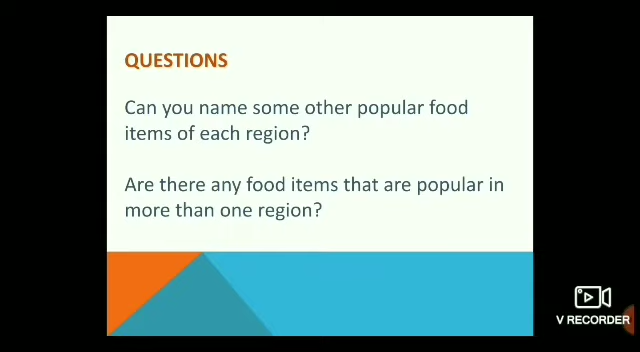 QUESTIONS
Can you name some other popular food
items of each region?
Are there any food items that are popular in
more than one region?
V RECORDER